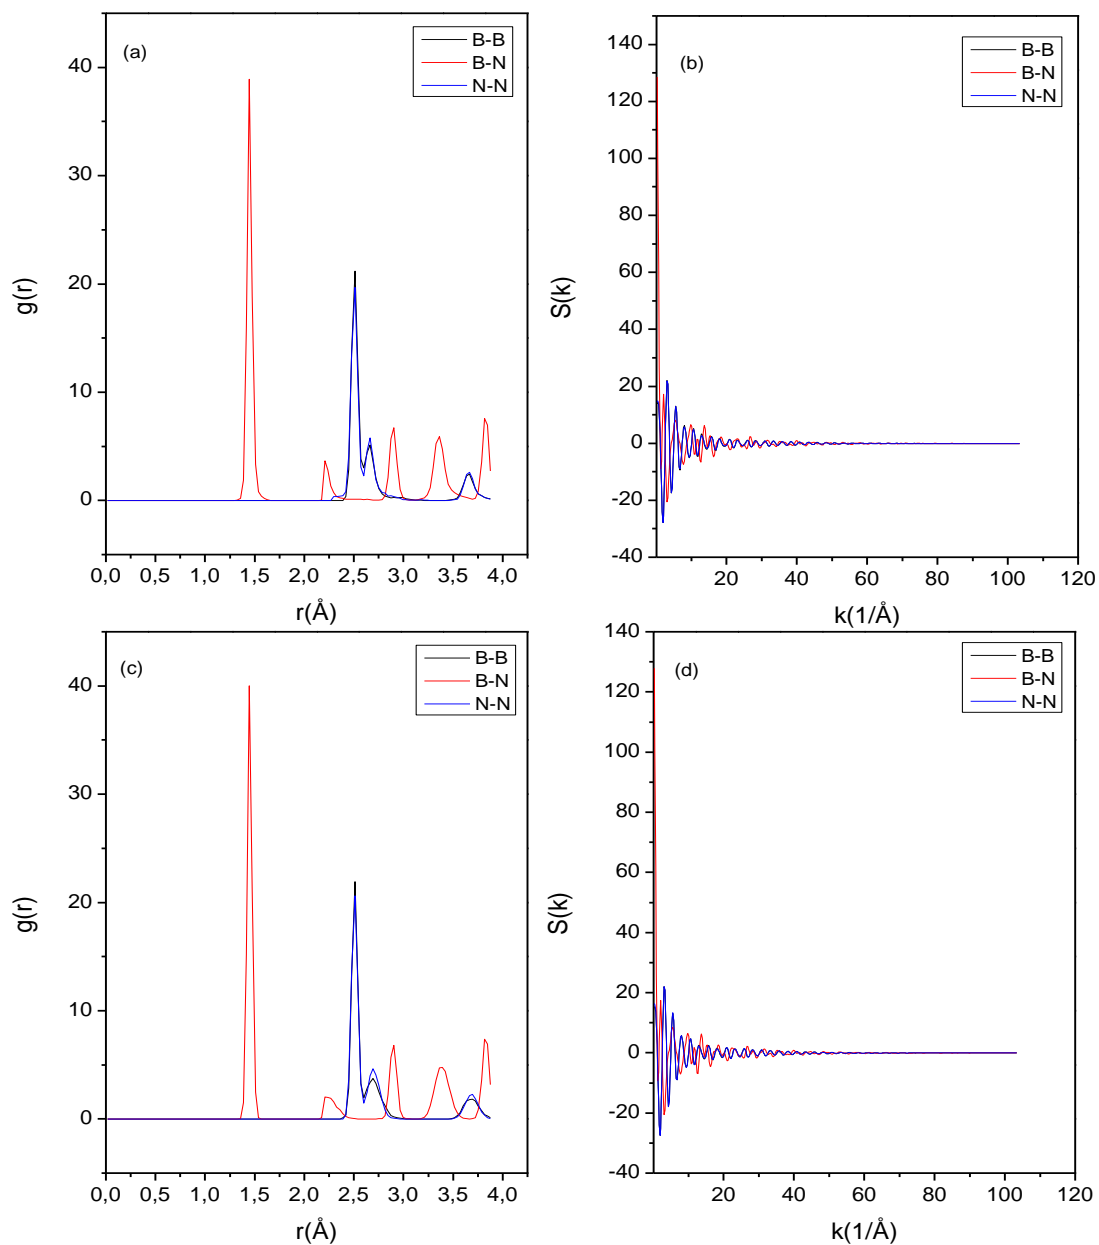 (a)
B-B
B-N
N-N
40
30
20
10
0
g(r)
0,0 0,5 1,0 1,5 2,0 2,5 3,0 3,5 4,0
r(Å)
(b)
B-B
B-N
N-N
140
120
100
80
60
40
20
0
-20
-40
S(k)
20 40 60 80 100 120
k(1/Å)
(c)
B-B
B-N
N-N
40
30
20
10
0
g(r)
0,0 0,5 1,0 1,5 2,0 2,5 3,0 3,5 4,0
r(Å)
(d)
B-B
B-N
N-N
140
120
100
80
60
40
20
0
-20
-40
S(k)
20 40 60 80 100 120
k(1/Å)